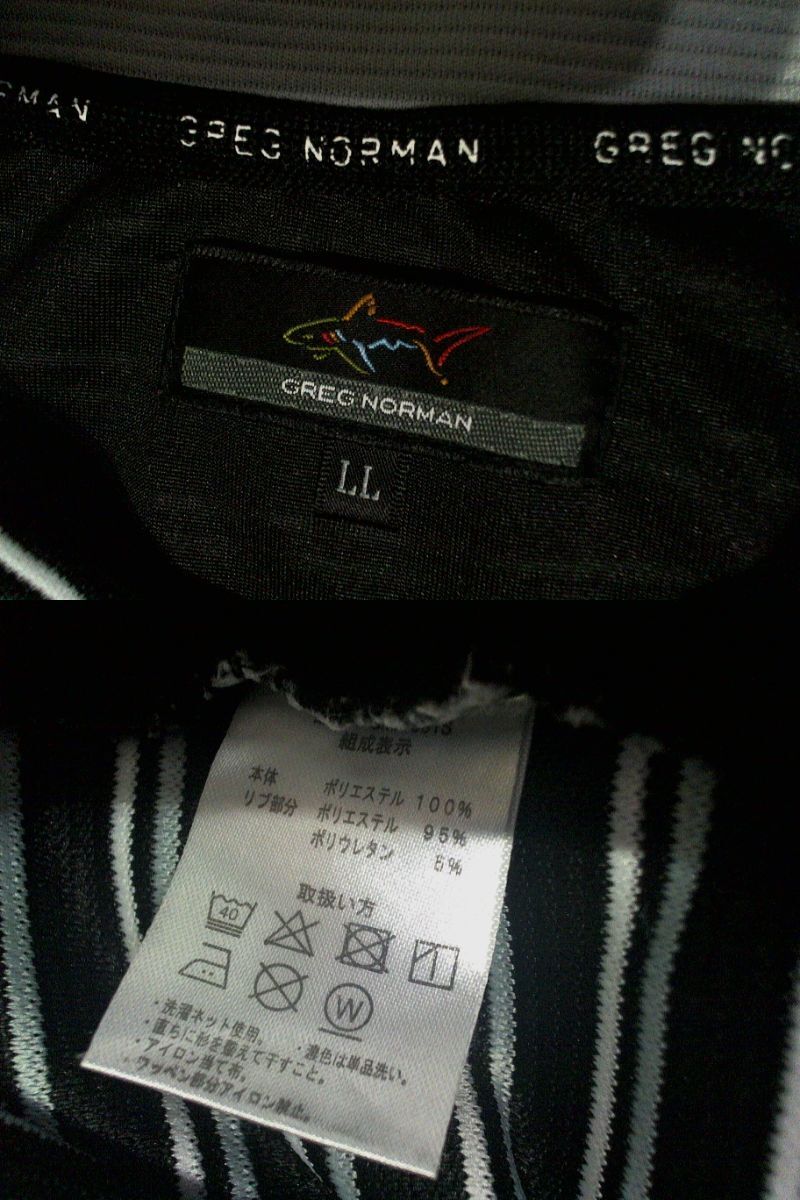 MAN GREG NORMAN GREG NO
GREG NORMAN
LL
組成表示
本体 ポリエステル 100%
リブ部分 ポリエステル 95%
ポリウレタン 5%
取扱い方
40
W
・洗濯ネット使用。 ・濃色は単品洗い。
・直ちに形を整えて干すこと。
・アイロン捨て布。
・ワッペン部分アイロン禁止。